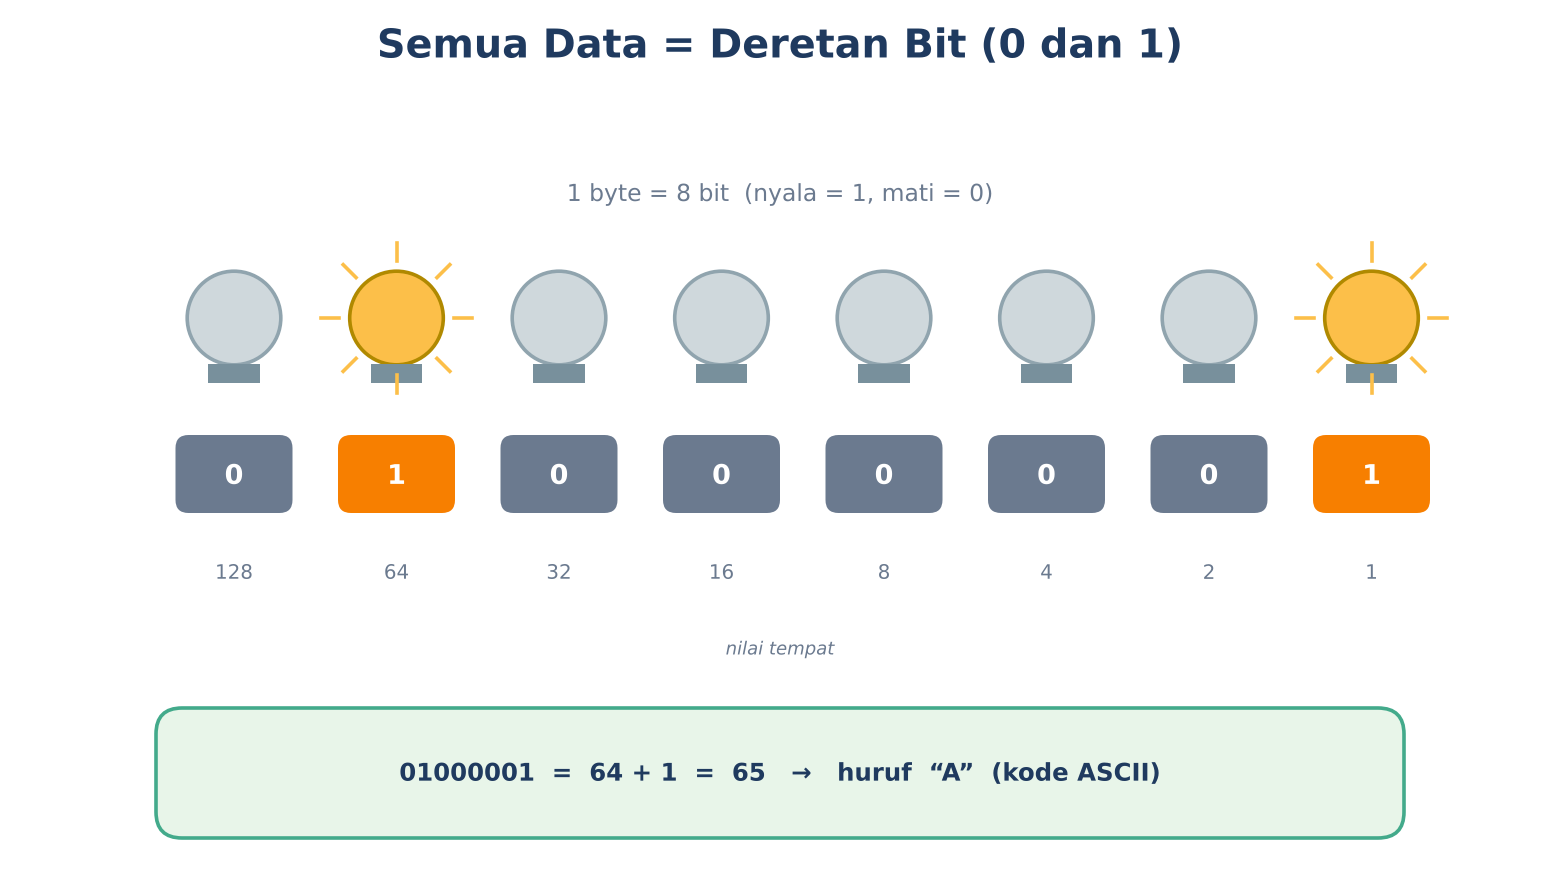 Semua Data = Deretan Bit (0 dan 1)
1 byte = 8 bit  (nyala = 1, mati = 0)
0 1 0 0 0 0 0 1
128 64 32 16 8 4 2 1
nilai tempat
01000001 = 64 + 1 = 65 → huruf “A” (kode ASCII)